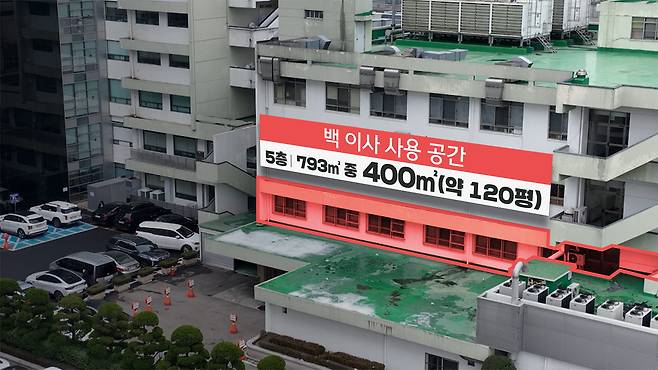 백 이사 사용 공간
5층 | 793㎡ 중 400㎡(약 120평)